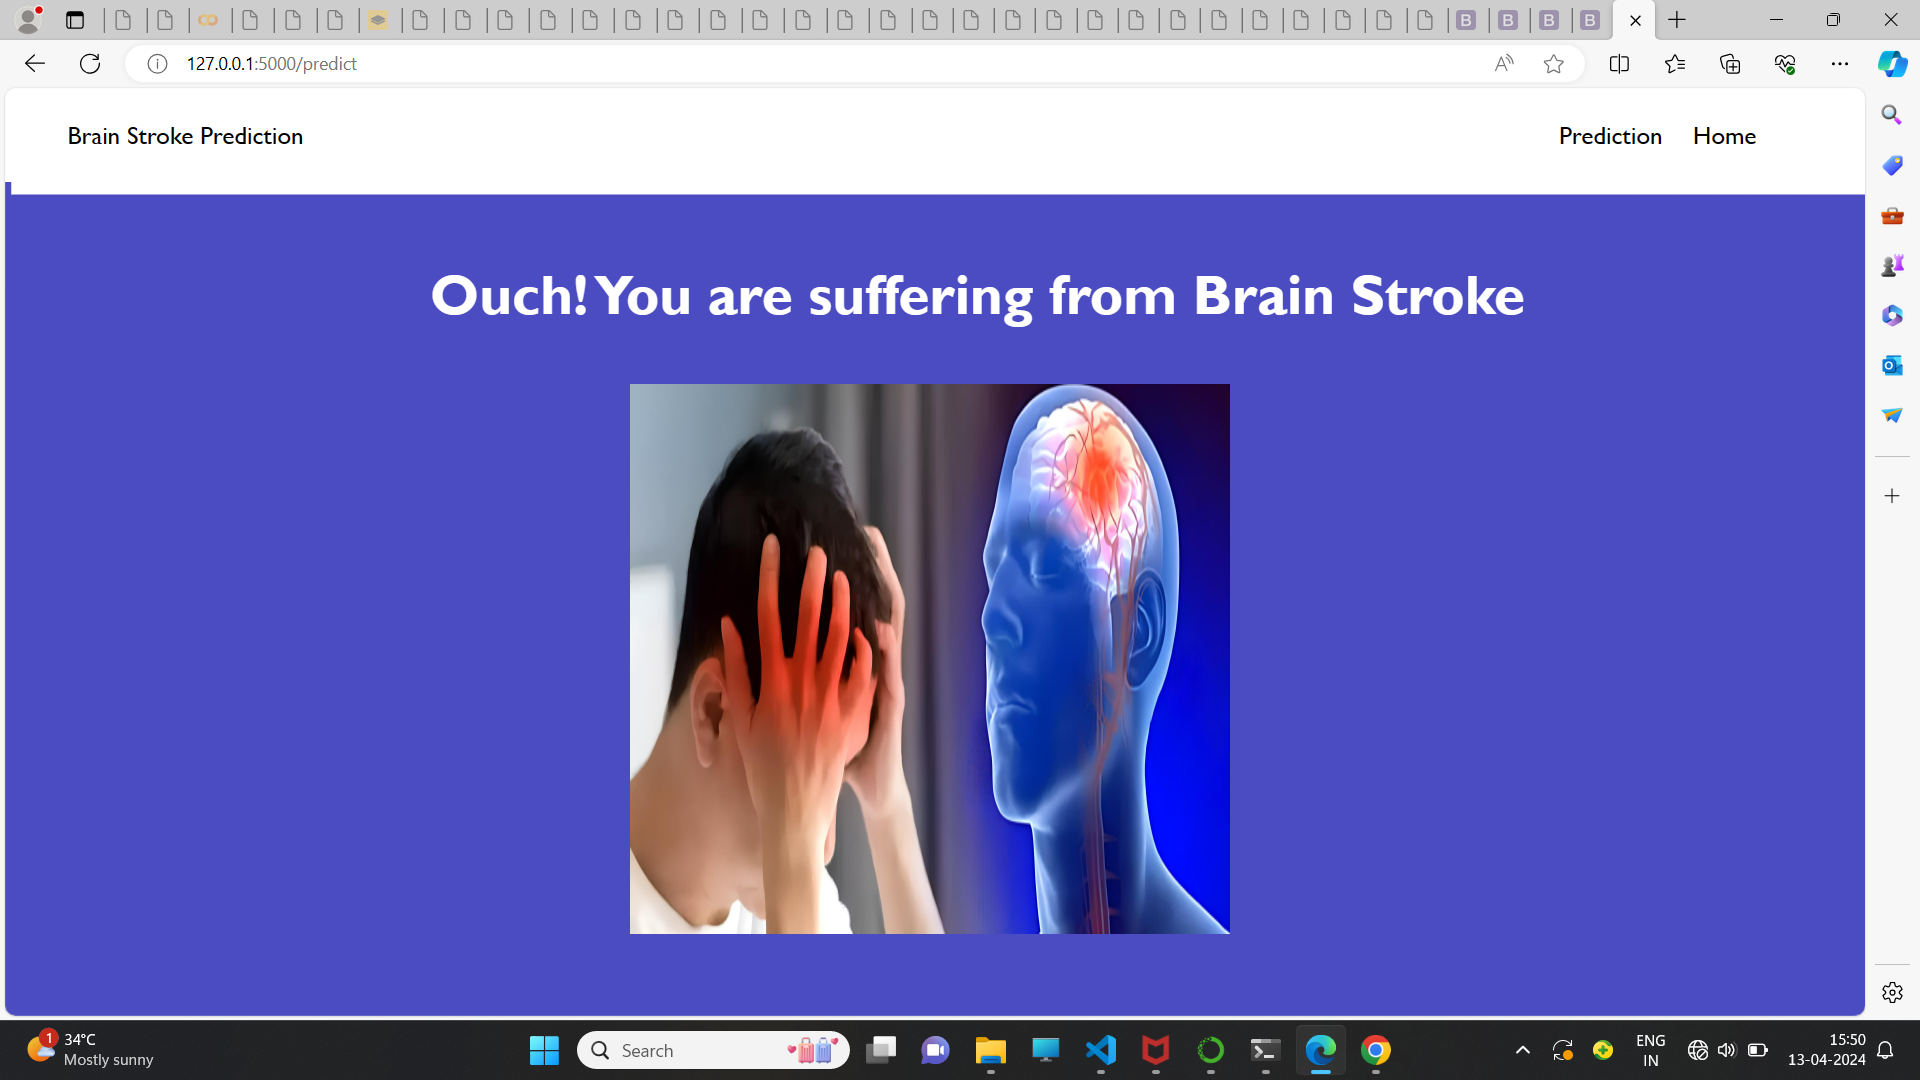 127.0.0.1:5000/predict
Brain Stroke Prediction
Prediction Home
Ouch! You are suffering from Brain Stroke
1
34°C
Mostly sunny
Search
ENG
IN
15:50
13-04-2024
B
B
B
B